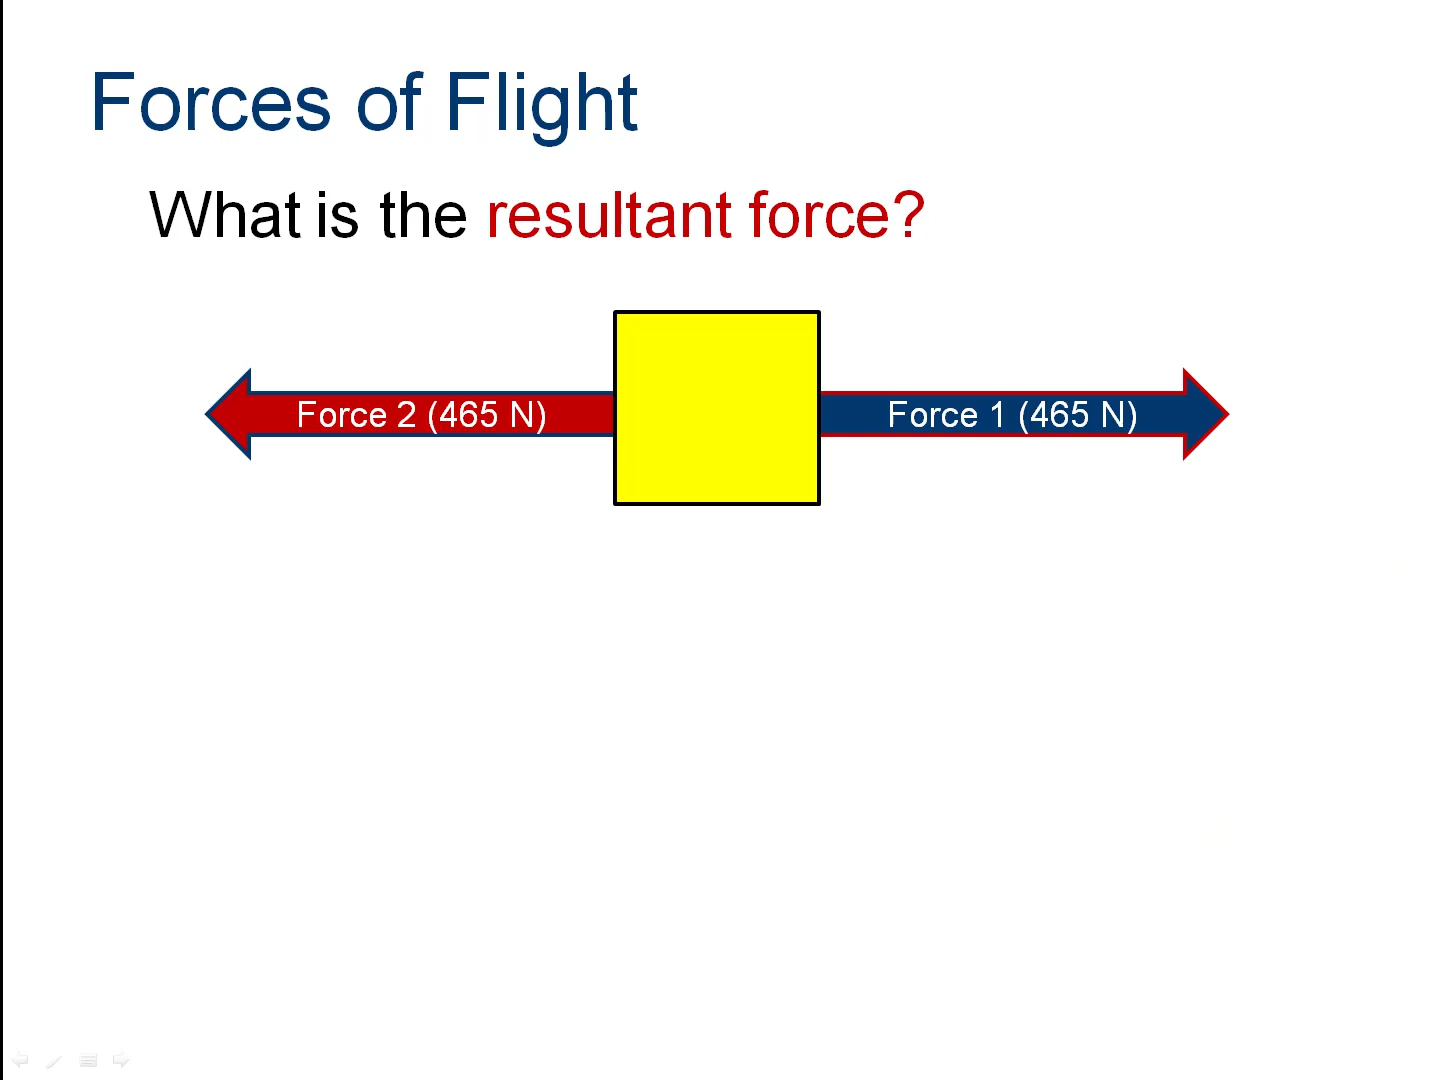 Forces of Flight
What is the resultant force?
Force 2 (465 N) Force 1 (465 N)